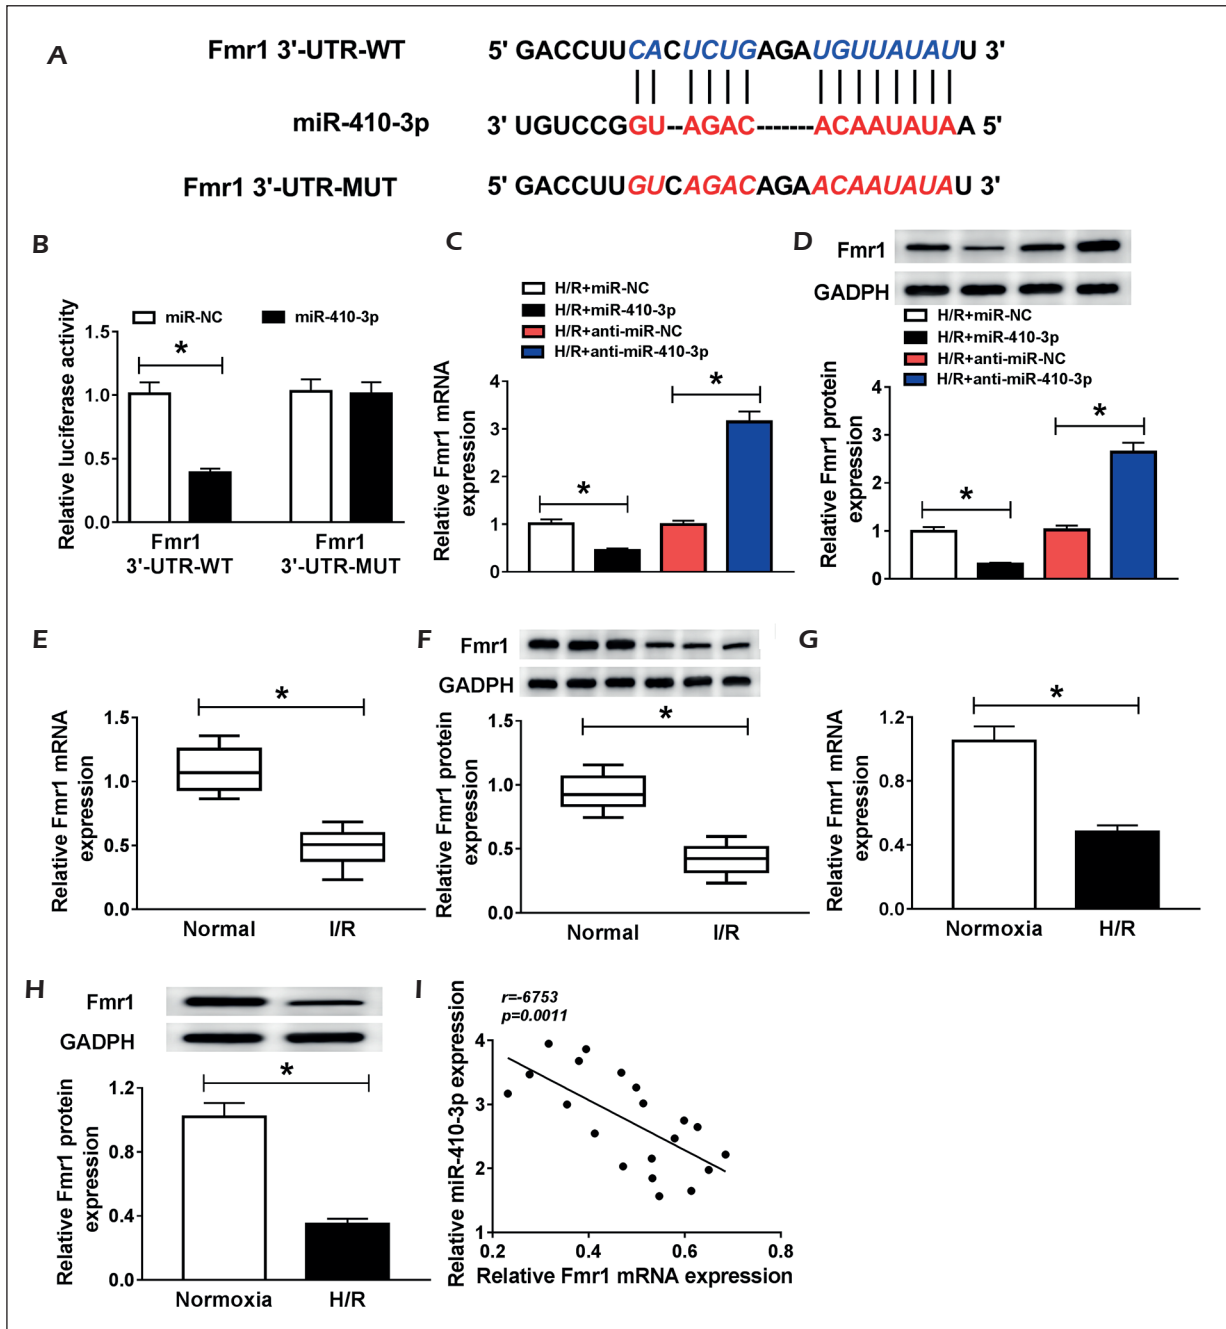 A
Fmr1 3'-UTR-WT 5' GACCUUCACUCUGAGAUGUUAUAUU 3'
miR-410-3p 3' UGUCCGGU--AGAC-------ACAAUAUAA 5'
Fmr1 3'-UTR-MUT 5' GACCUUGUCAGACAGAACAAUAUAU 3'
B
miR-NC miR-410-3p
Relative luciferase activity
1.5
1.0
0.5
0.0
*
Fmr1
3'-UTR-WT
Fmr1
3'-UTR-MUT
C
H/R+miR-NC
H/R+miR-410-3p
H/R+anti-miR-NC
H/R+anti-miR-410-3p
Relative Fmr1 mRNA
expression
4
3
2
1
0
*
*
D
Fmr1
GADPH
H/R+miR-NC
H/R+miR-410-3p
H/R+anti-miR-NC
H/R+anti-miR-410-3p
Relative Fmr1 protein
expression
4
3
2
1
0
*
*
E
Relative Fmr1 mRNA
expression
1.5
1.0
0.5
0.0
*
Normal I/R
F
Fmr1
GADPH
Relative Fmr1 protein
expression
1.5
1.0
0.5
0.0
*
Normal I/R
G
Relative Fmr1 mRNA
expression
1.2
0.8
0.4
0.0
*
Normoxia H/R
H
Fmr1
GADPH
Relative Fmr1 protein
expression
1.2
0.8
0.4
0.0
*
Normoxia H/R
I
r=-6753
p=0.0011
Relative miR-410-3p expression
4
3
2
1
0.2 0.4 0.6 0.8
Relative Fmr1 mRNA expression